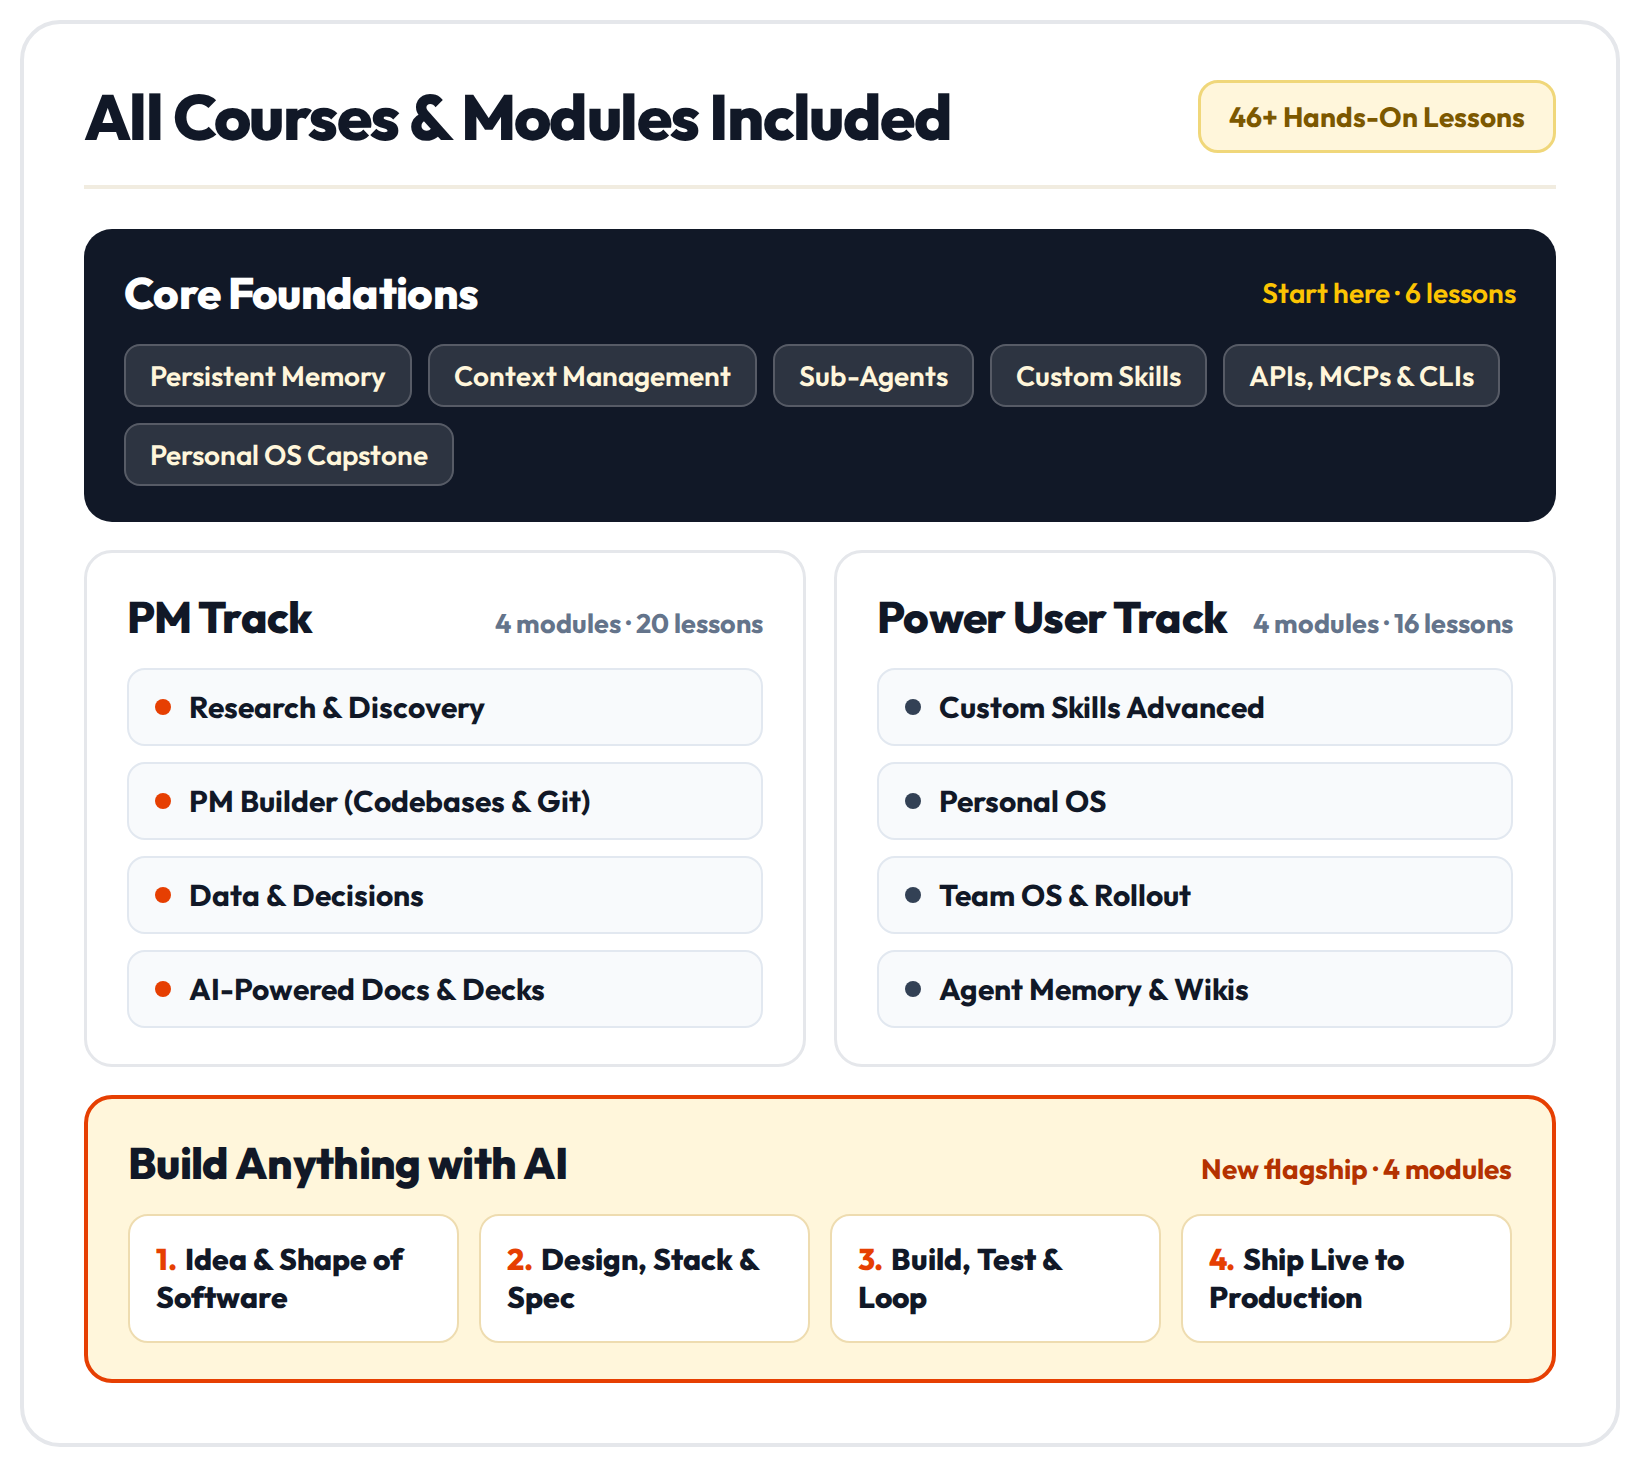 All Courses & Modules Included
46+ Hands-On Lessons
Core Foundations
Start here · 6 lessons
Persistent Memory
Context Management
Sub-Agents
Custom Skills
APIs, MCPs & CLIs
Personal OS Capstone
PM Track
4 modules · 20 lessons
Research & Discovery
PM Builder (Codebases & Git)
Data & Decisions
AI-Powered Docs & Decks
Power User Track
4 modules · 16 lessons
Custom Skills Advanced
Personal OS
Team OS & Rollout
Agent Memory & Wikis
Build Anything with AI
New flagship · 4 modules
1. Idea & Shape of
Software
2. Design, Stack &
Spec
3. Build, Test &
Loop
4. Ship Live to
Production